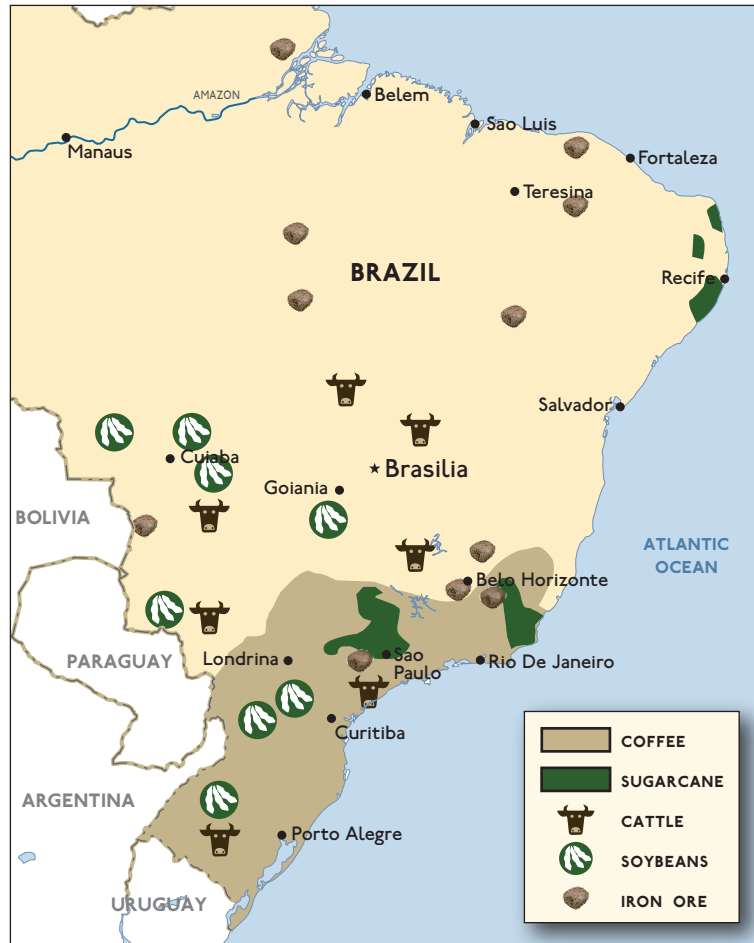 AMAZON
Belem
Sao Luis
Manaus
Fortaleza
Teresina
BRAZIL
Recife
Salvador
Cuiaba
Brasilia
Goiania
BOLIVIA
ATLANTIC
OCEAN
Belo Horizonte
PARAGUAY
Londrina
Sao
Paulo
Rio De Janeiro
Curitiba
ARGENTINA
Porto Alegre
URUGUAY
COFFEE
SUGARCANE
CATTLE
SOYBEANS
IRON ORE